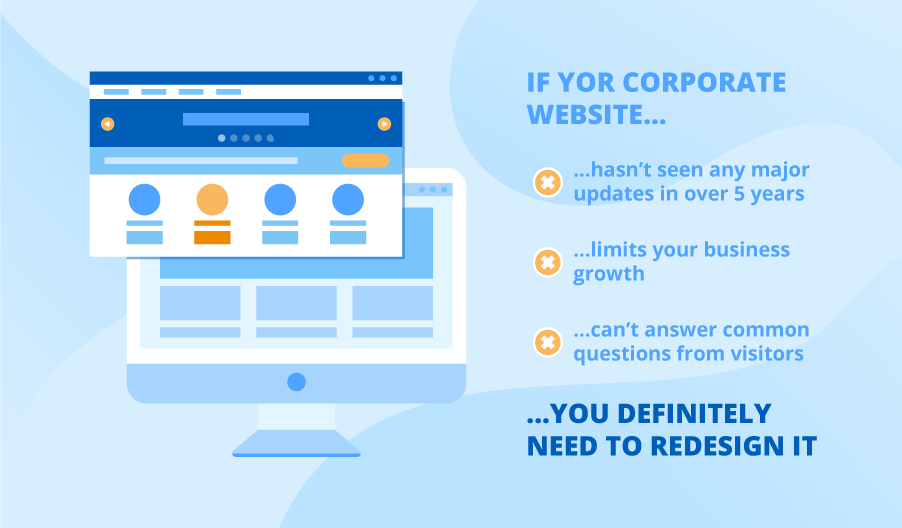 IF YOR CORPORATE
WEBSITE...
...hasn't seen any major
updates in over 5 years
...limits your business
growth
...can't answer common
questions from visitors
...YOU DEFINITELY
NEED TO REDESIGN IT